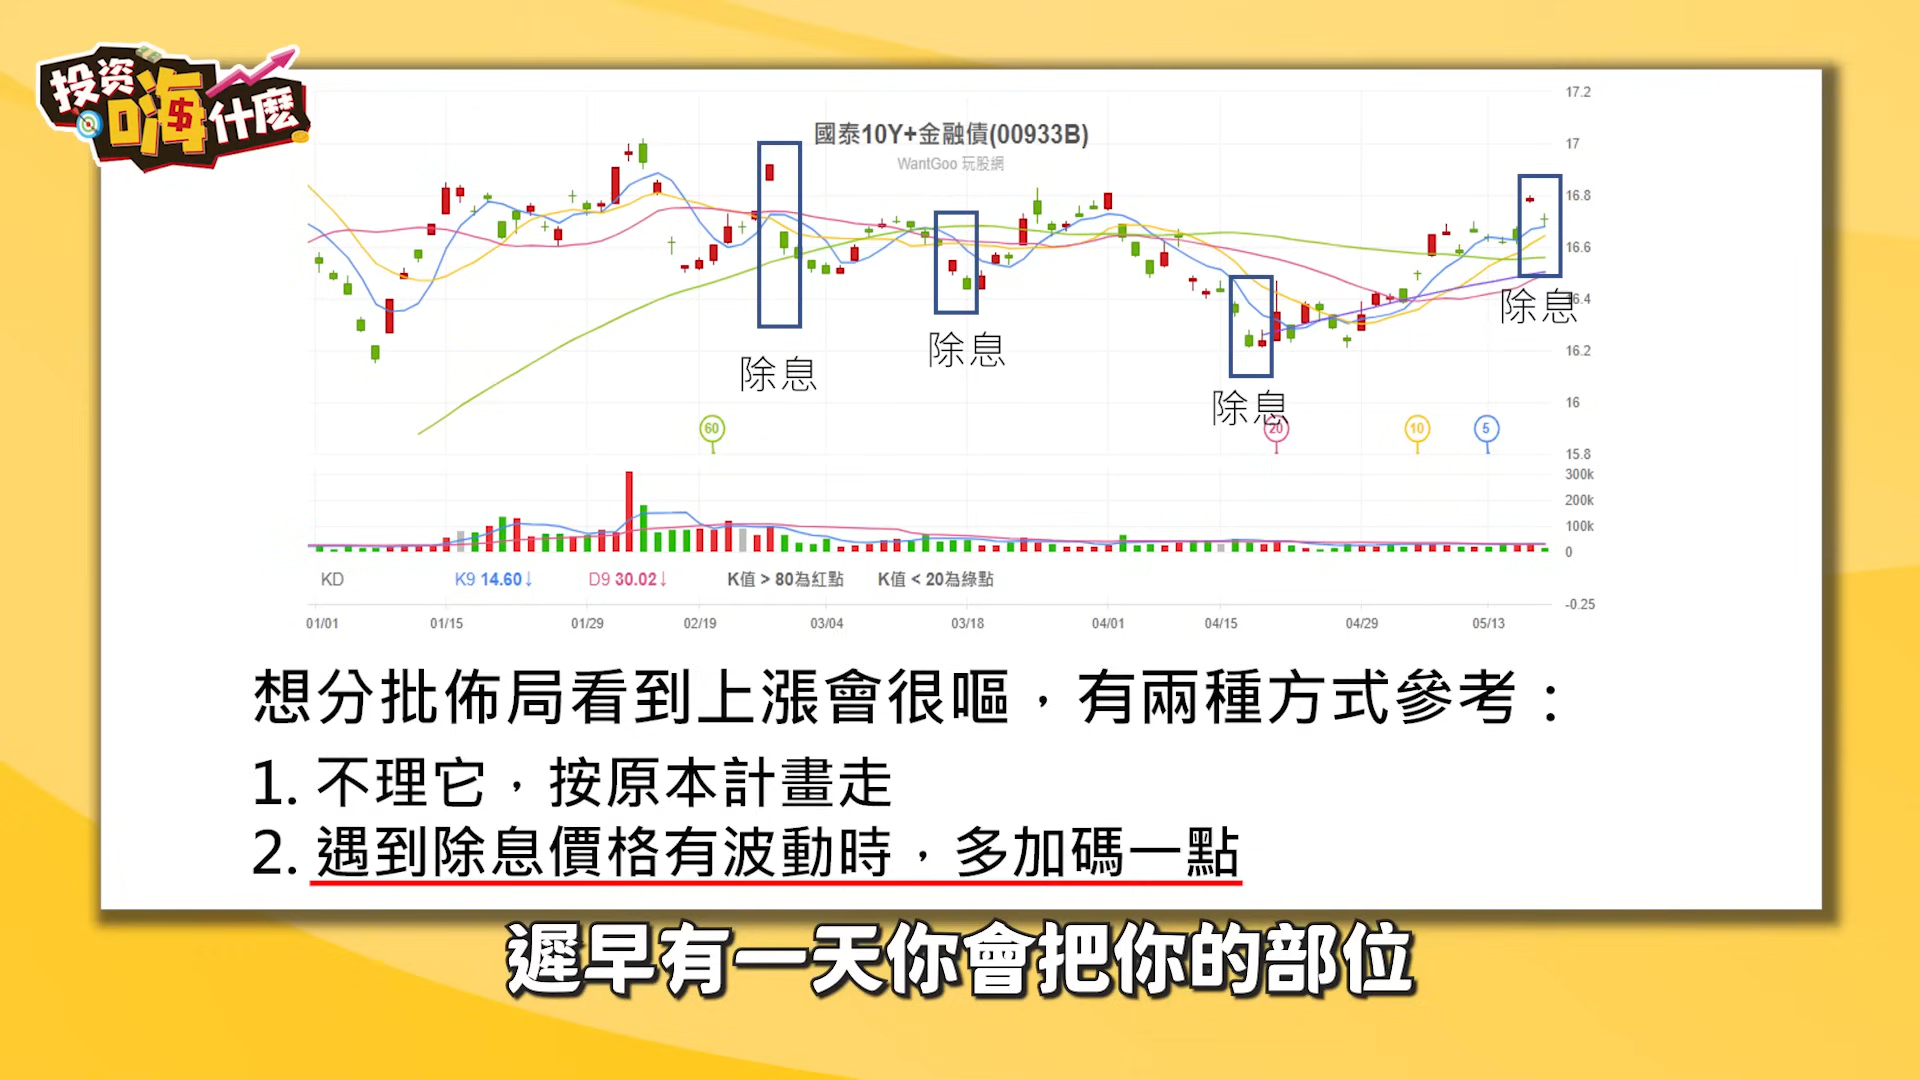 投資
嗨
什麼
國泰10Y+金融債(00933B)
WantGoo 玩股網
17.2
17
16.8
16.6
16.4
16.2
16
15.8
除息
除息
除息
除息
60
20
10
5
300k
200k
100k
0
KD K9 14.60↓ D9 30.02↓ K值 > 80為紅點 K值 < 20為綠點
-0.25
01/01 01/15 01/29 02/19 03/04 03/18 04/01 04/15 04/29 05/13
想分批佈局看到上漲會很嘔，有兩種方式參考：
1. 不理它，按原本計畫走
2. 遇到除息價格有波動時，多加碼一點
遲早有一天你會把你的部位